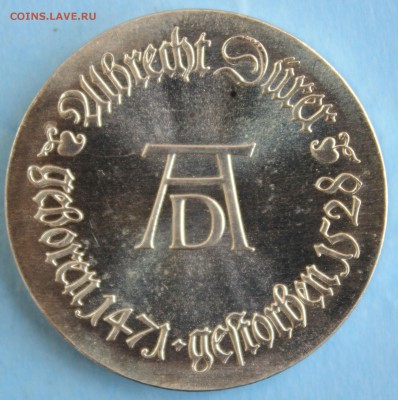 COINS.LAVE.RU
Albrecht Dürer
geboren 1471 · gestorben 1528
AD